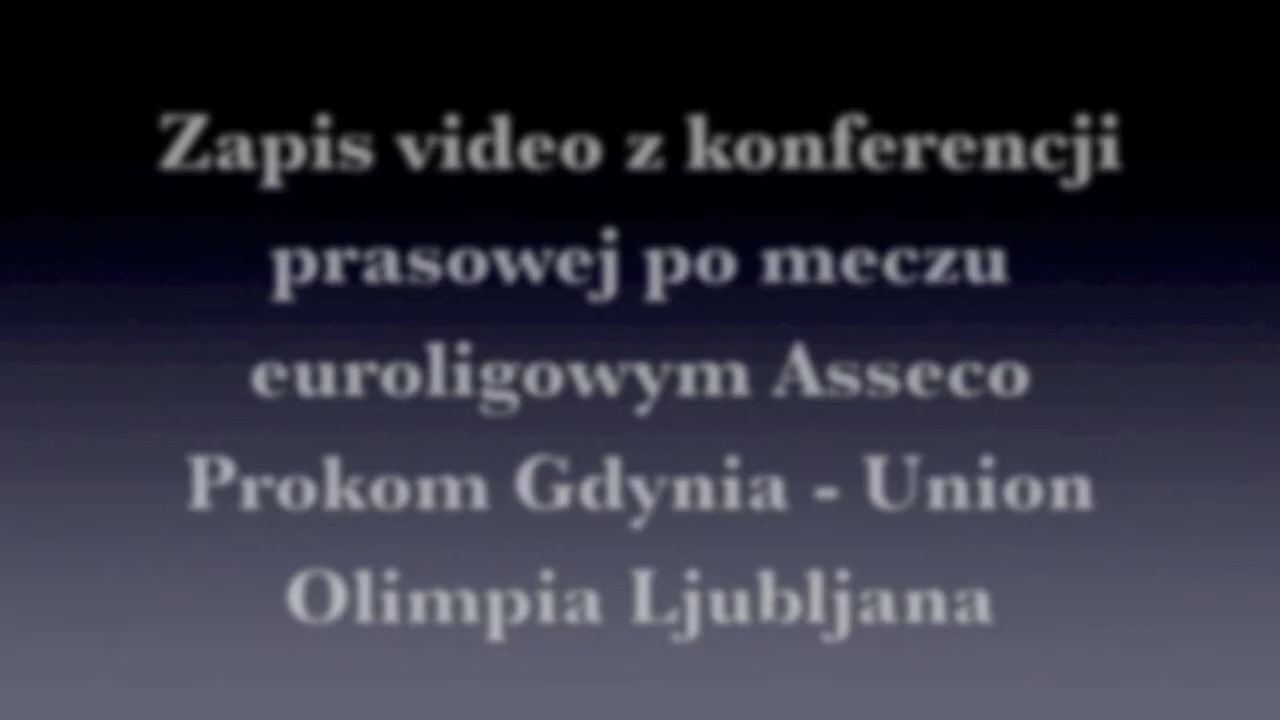 Zapis video z konferencji
prasowej po meczu
euroligowym Asseco
Prokom Gdynia - Union
Olimpia Ljubljana